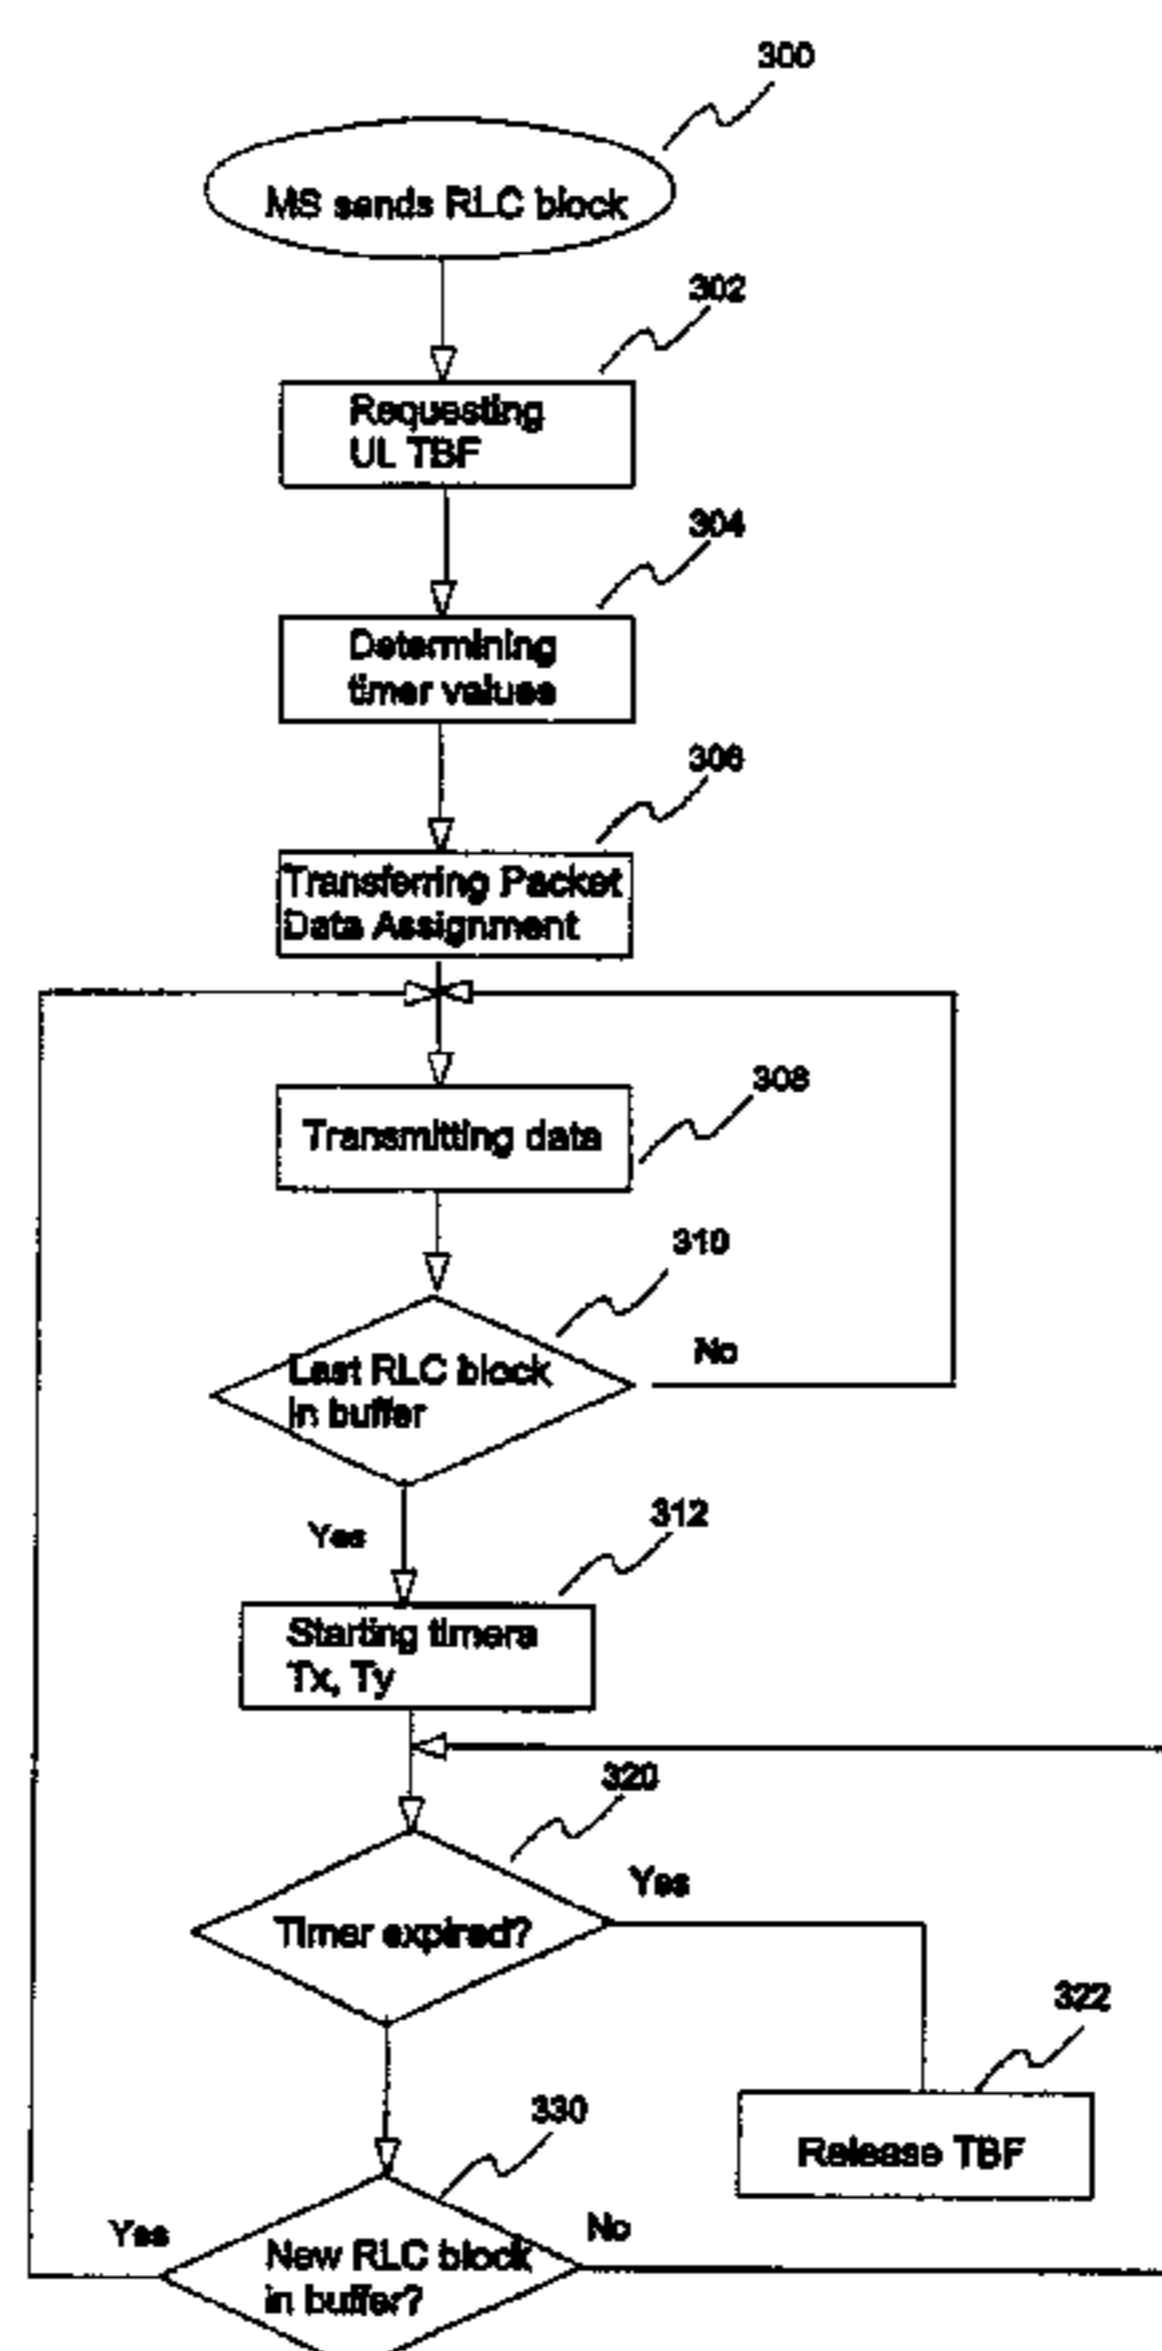 300
MS sends RLC block
302
Requesting
UL TBF
304
Determining
timer values
306
Transferring Packet
Data Assignment
308
Transmitting data
310
No
Last RLC block
in buffer
312
Yes
Starting timers
Tx, Ty
320
Yes
Timer expired?
322
330
Release TBF
Yes
No
New RLC block
in buffer?